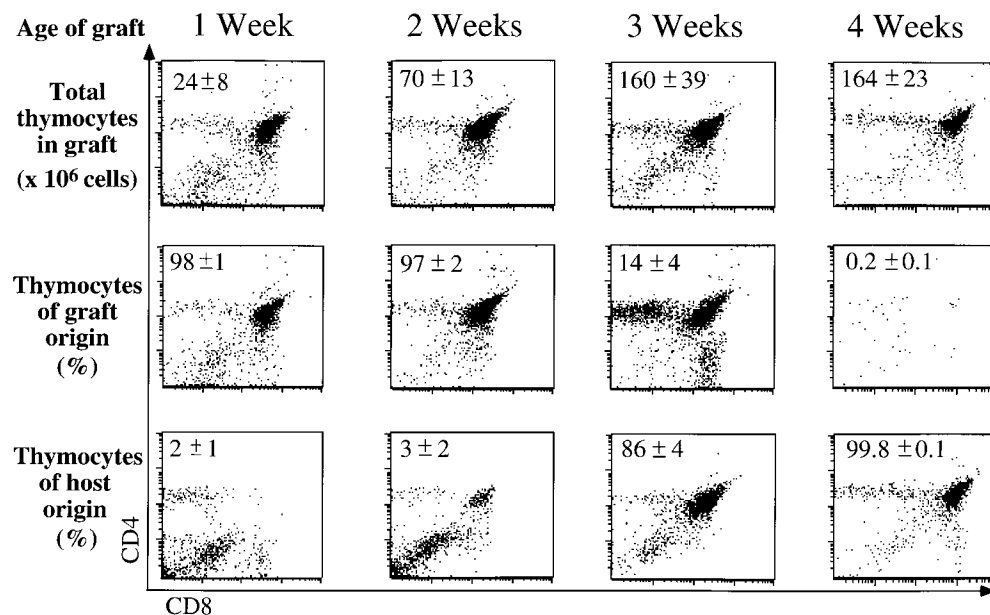 Age of graft
1 Week
2 Weeks
3 Weeks
4 Weeks
Total
thymocytes
in graft
(x 10⁶ cells)
24±8
70±13
160±39
164±23
Thymocytes
of graft
origin
(%)
98±1
97±2
14±4
0.2±0.1
Thymocytes
of host
origin
(%)
2±1
3±2
86±4
99.8±0.1
CD4
CD8